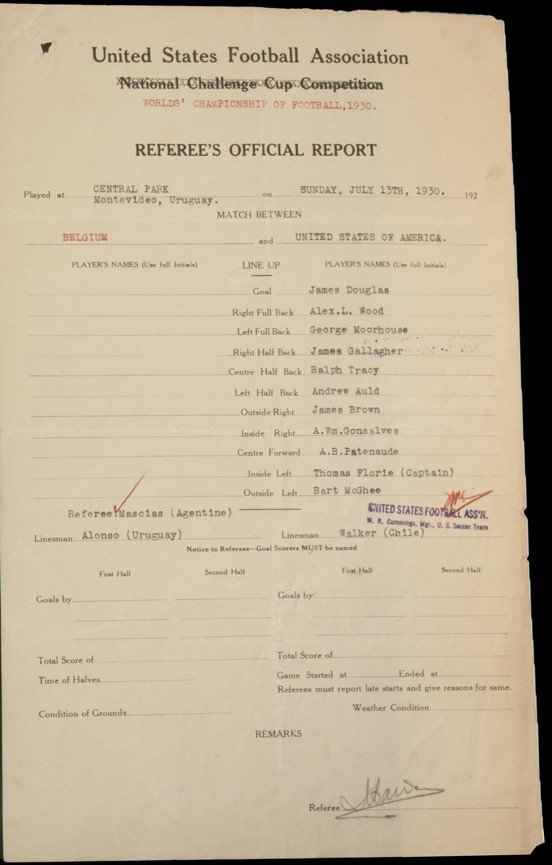 United States Football Association
National Challenge Cup Competition
WORLDS' CHAMPIONSHIP OF FOOTBALL,1930.
REFEREE'S OFFICIAL REPORT
Played at CENTRAL PARK on SUNDAY, JULY 13TH, 1930. 192
Montevideo, Uruguay.
MATCH BETWEEN
BELGIUM and UNITED STATES OF AMERICA.
PLAYER'S NAMES (Use full Initials) LINE UP PLAYER'S NAMES (Use full Initials)
Goal James Douglas
Right Full Back Alex.L. Wood
Left Full Back George Moorhouse
Right Half Back James Gallagher
Centre Half Back Ralph Tracy
Left Half Back Andrew Auld
Outside Right James Brown
Inside Right A.Wm.Gonsalves
Centre Forward A.B.Patenaude
Inside Left Thomas Florie (Captain)
Outside Left Bart McGhee
Referee:Mascias (Agentine)
UNITED STATES FOOTBALL ASS'N.
W. R. Cummings, Mgr., U. S. Soccer Team
Linesman Alonso (Uruguay) Linesman Walker (Chile)
Notice to Referees—Goal Scorers MUST be named
First Half Second Half First Half Second Half
Goals by Goals by
Total Score of Total Score of
Time of Halves Game Started at Ended at
Referees must report late starts and give reasons for same.
Condition of Grounds Weather Condition
REMARKS
Referee